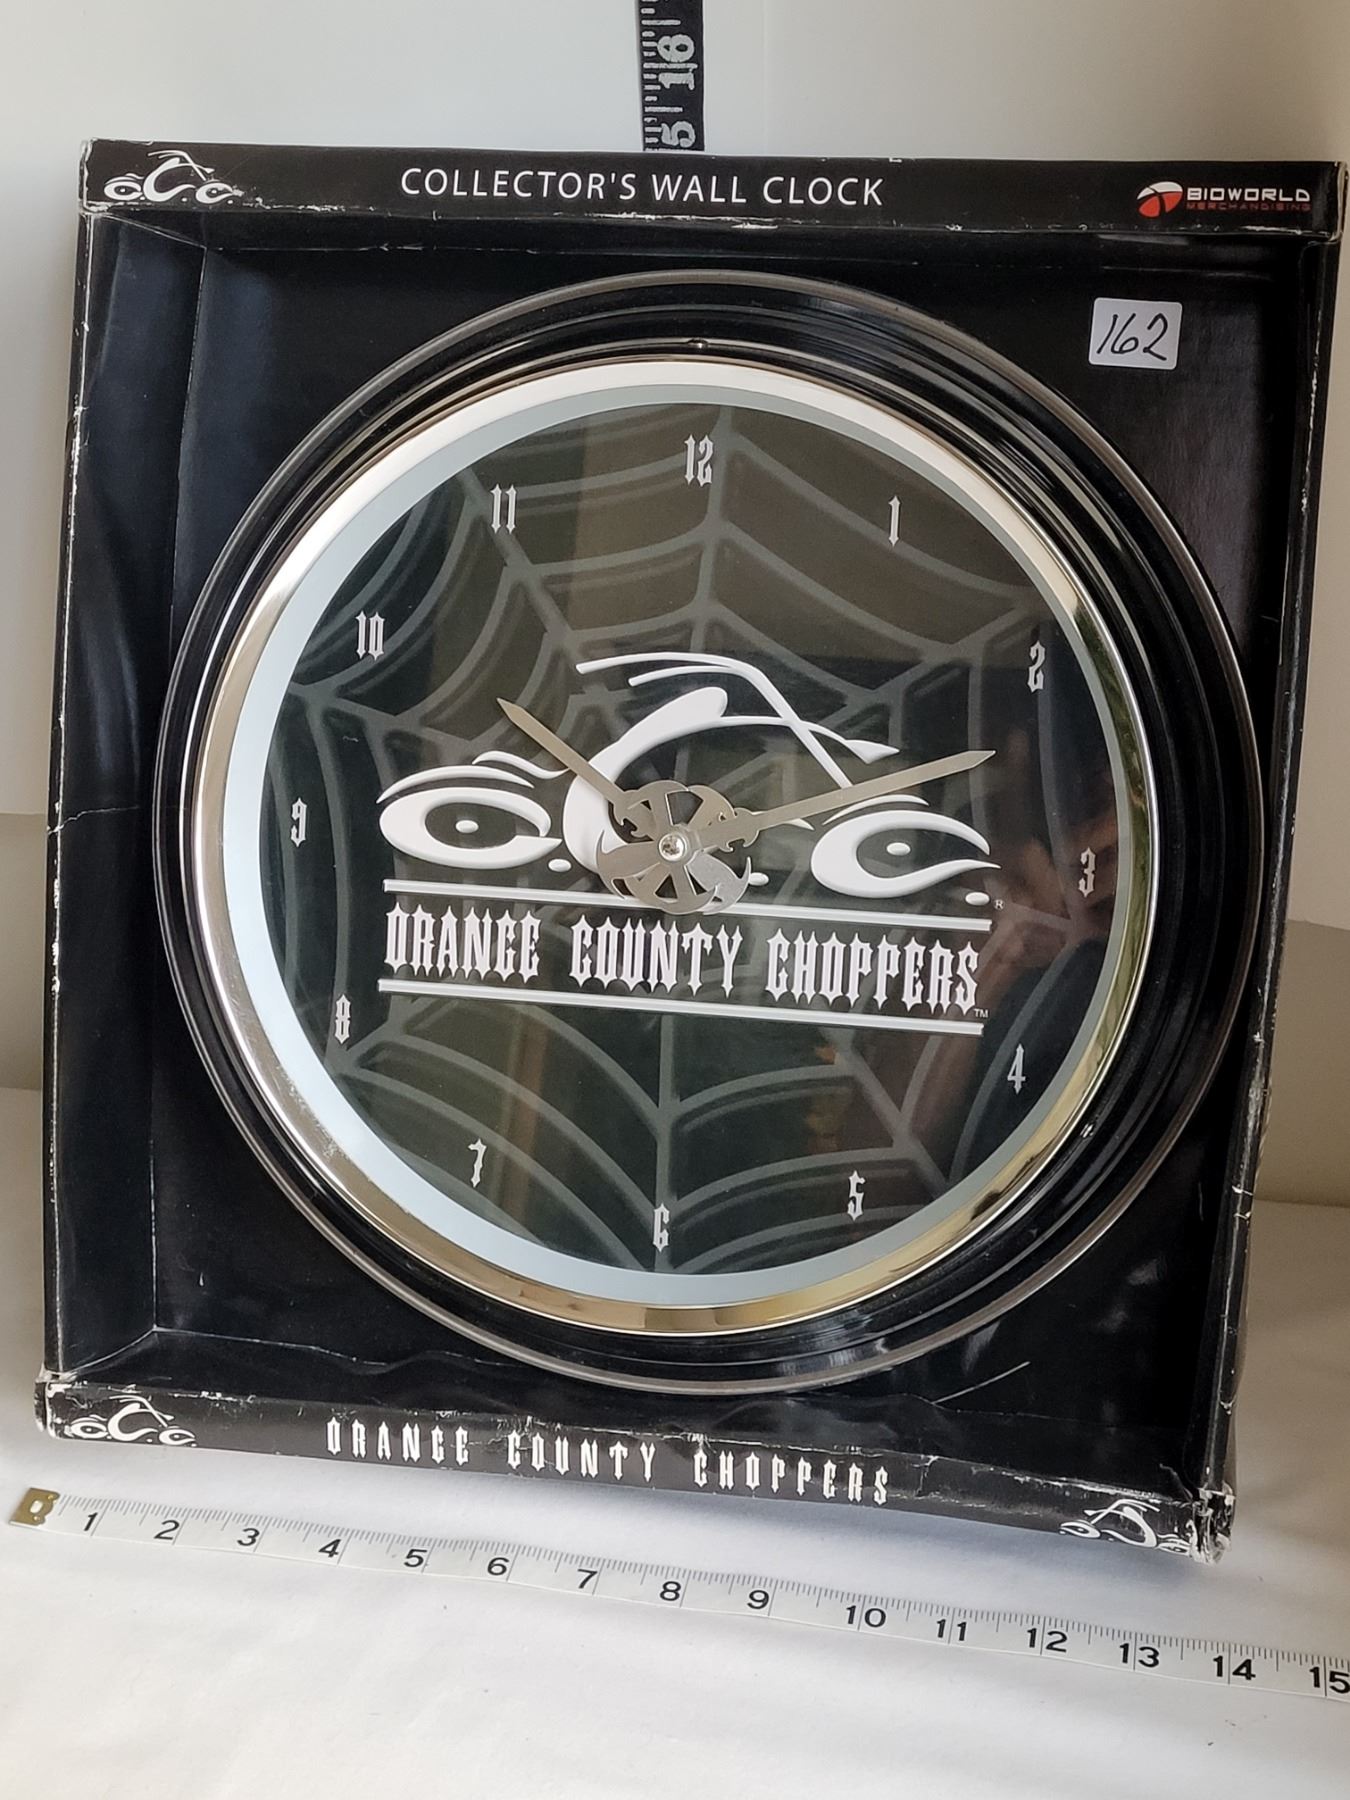 16
15
O.C.C.
COLLECTOR'S WALL CLOCK
BIOWORLD
MERCHANDISING
162
12
11
1
10
2
9
3
O.C.C.®
ORANGE COUNTY CHOPPERS™
8
4
7
5
6
O.C.C.
ORANGE COUNTY CHOPPERS
O.C.C.
1 2 3 4 5 6 7 8 9 10 11 12 13 14 15